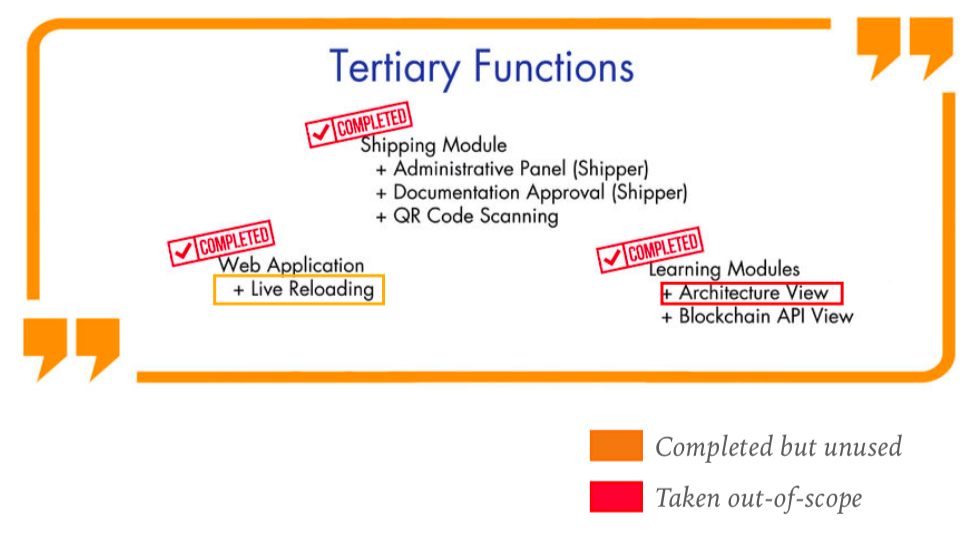 Tertiary Functions
COMPLETED
Shipping Module
+ Administrative Panel (Shipper)
+ Documentation Approval (Shipper)
+ QR Code Scanning
COMPLETED
Web Application
+ Live Reloading
COMPLETED
Learning Modules
+ Architecture View
+ Blockchain API View
Completed but unused
Taken out-of-scope